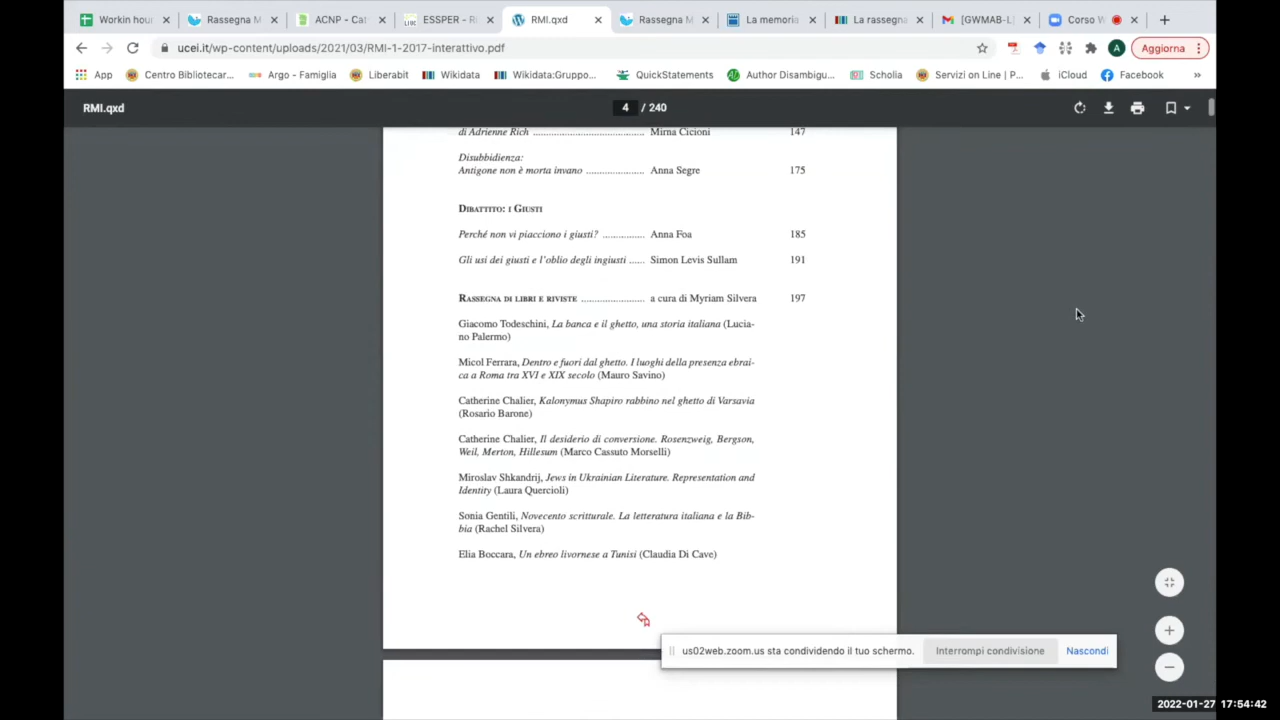 Working hour
Rassegna M
ACNP - Cat
LIUC
ESSPER - Ri
RMI.qxd
Rassegna M
La memoria
La rassegna
[GWMAB-L]
Corso W
ucei.it/wp-content/uploads/2021/03/RMI-1-2017-interattivo.pdf
A
Aggiorna
App
Centro Bibliotecar...
Argo - Famiglia
Liberabit
Wikidata
Wikidata:Gruppo...
QuickStatements
Author Disambigu...
Scholia
Servizi on Line | P...
iCloud
Facebook
»
RMI.qxd
4 / 240
di Adrienne Rich ........................................ Mirna Cicioni 147
Disubbidienza:
Antigone non è morta invano ...................... Anna Segre 175
DIBATTITO: I GIUSTI
Perché non vi piacciono i giusti? ................ Anna Foa 185
Gli usi dei giusti e l'oblio degli ingiusti ...... Simon Levis Sullam 191
RASSEGNA DI LIBRI E RIVISTE ........................ a cura di Myriam Silvera 197
Giacomo Todeschini, La banca e il ghetto, una storia italiana (Lucia-
no Palermo)
Micol Ferrara, Dentro e fuori dal ghetto. I luoghi della presenza ebrai-
ca a Roma tra XVI e XIX secolo (Mauro Savino)
Catherine Chalier, Kalonymus Shapiro rabbino nel ghetto di Varsavia
(Rosario Barone)
Catherine Chalier, Il desiderio di conversione. Rosenzweig, Bergson,
Weil, Merton, Hillesum (Marco Cassuto Morselli)
Miroslav Shkandrij, Jews in Ukrainian Literature. Representation and
Identity (Laura Quercioli)
Sonia Gentili, Novecento scritturale. La letteratura italiana e la Bib-
bia (Rachel Silvera)
Elia Boccara, Un ebreo livornese a Tunisi (Claudia Di Cave)
us02web.zoom.us sta condividendo il tuo schermo.
Interrompi condivisione
Nascondi
2022-01-27 17:54:42